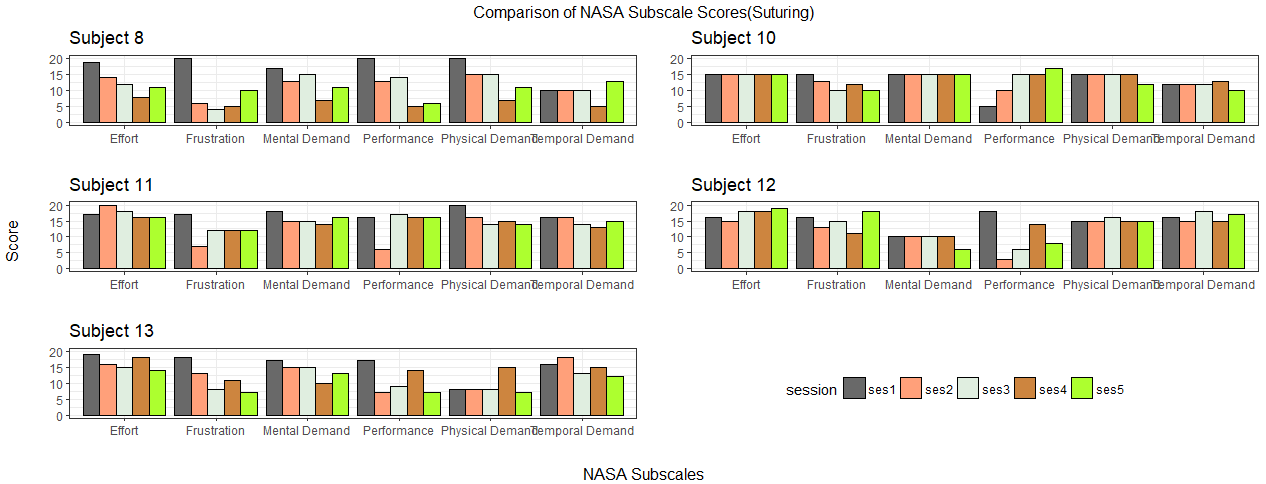 Comparison of NASA Subscale Scores(Suturing)
Subject 8
20
15
10
5
0
Effort Frustration Mental Demand Performance Physical Demand Temporal Demand
Subject 10
20
15
10
5
0
Effort Frustration Mental Demand Performance Physical Demand Temporal Demand
Subject 11
20
15
10
5
0
Effort Frustration Mental Demand Performance Physical Demand Temporal Demand
Subject 12
20
15
10
5
0
Effort Frustration Mental Demand Performance Physical Demand Temporal Demand
Subject 13
20
15
10
5
0
Effort Frustration Mental Demand Performance Physical Demand Temporal Demand
session ses1 ses2 ses3 ses4 ses5
Score
NASA Subscales